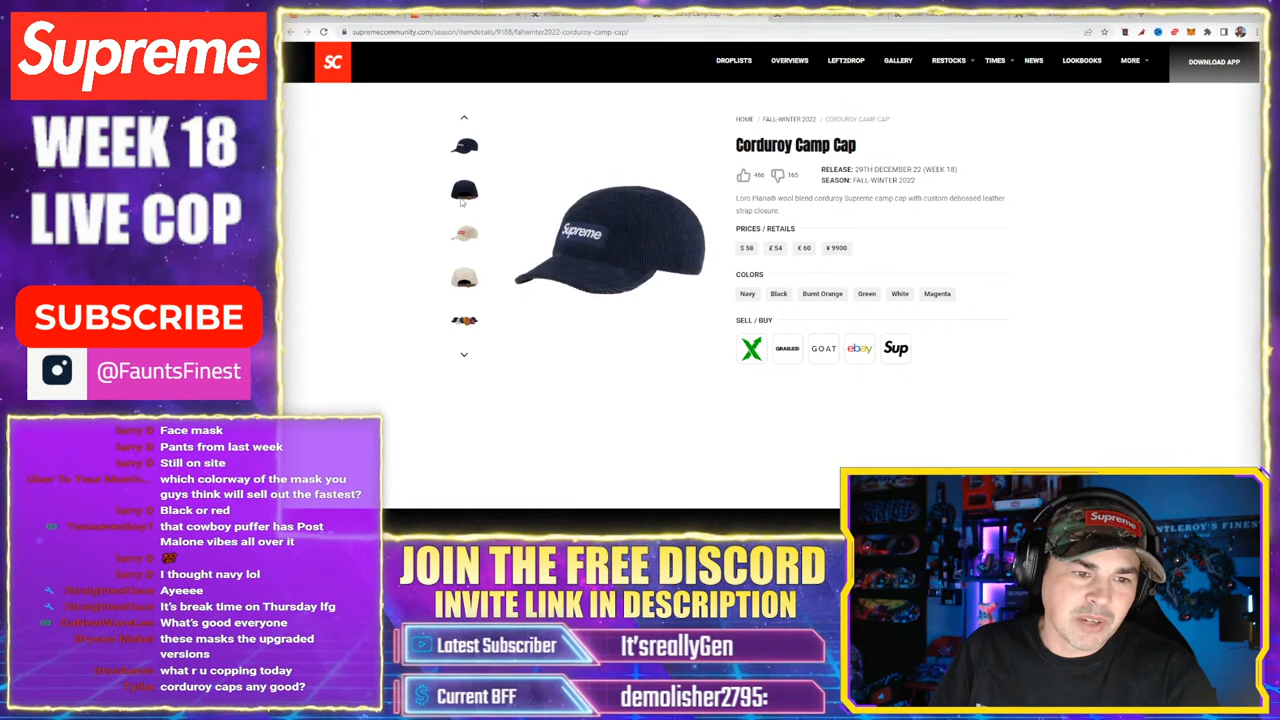 Supreme
WEEK 18
LIVE COP
SUBSCRIBE
@FauntsFinest
supremecommunity.com/season/itemdetails/9188/fallwinter2022-corduroy-camp-cap/
SC
DROPLISTS
OVERVIEWS
LEFT2DROP
GALLERY
RESTOCKS
TIMES
NEWS
LOOKBOOKS
MORE
DOWNLOAD APP
HOME / FALL-WINTER 2022 / CORDUROY CAMP CAP
Corduroy Camp Cap
466
165
RELEASE: 29TH DECEMBER 22 (WEEK 18)
SEASON: FALL-WINTER 2022
Loro Piana® wool blend corduroy Supreme camp cap with custom debossed leather
strap closure.
PRICES / RETAILS
$ 58
£ 54
€ 60
¥ 9900
COLORS
Navy
Black
Burnt Orange
Green
White
Magenta
SELL / BUY
X
GRAILED
GOAT
ebay
Sup
Supreme
larry D Face mask
larry D Pants from last week
larry D Still on site
which colorway of the mask you
guys think will sell out the fastest?
larry D Black or red
that cowboy puffer has Post
Malone vibes all over it
larry D 💯
larry D I thought navy lol
Ayeeee
It's break time on Thursday lfg
What's good everyone
these masks the upgraded
versions
what r u copping today
corduroy caps any good?
JOIN THE FREE DISCORD
INVITE LINK IN DESCRIPTION
Latest Subscriber
It'sreallyGen
Current BFF
demolisher2795:
Supreme